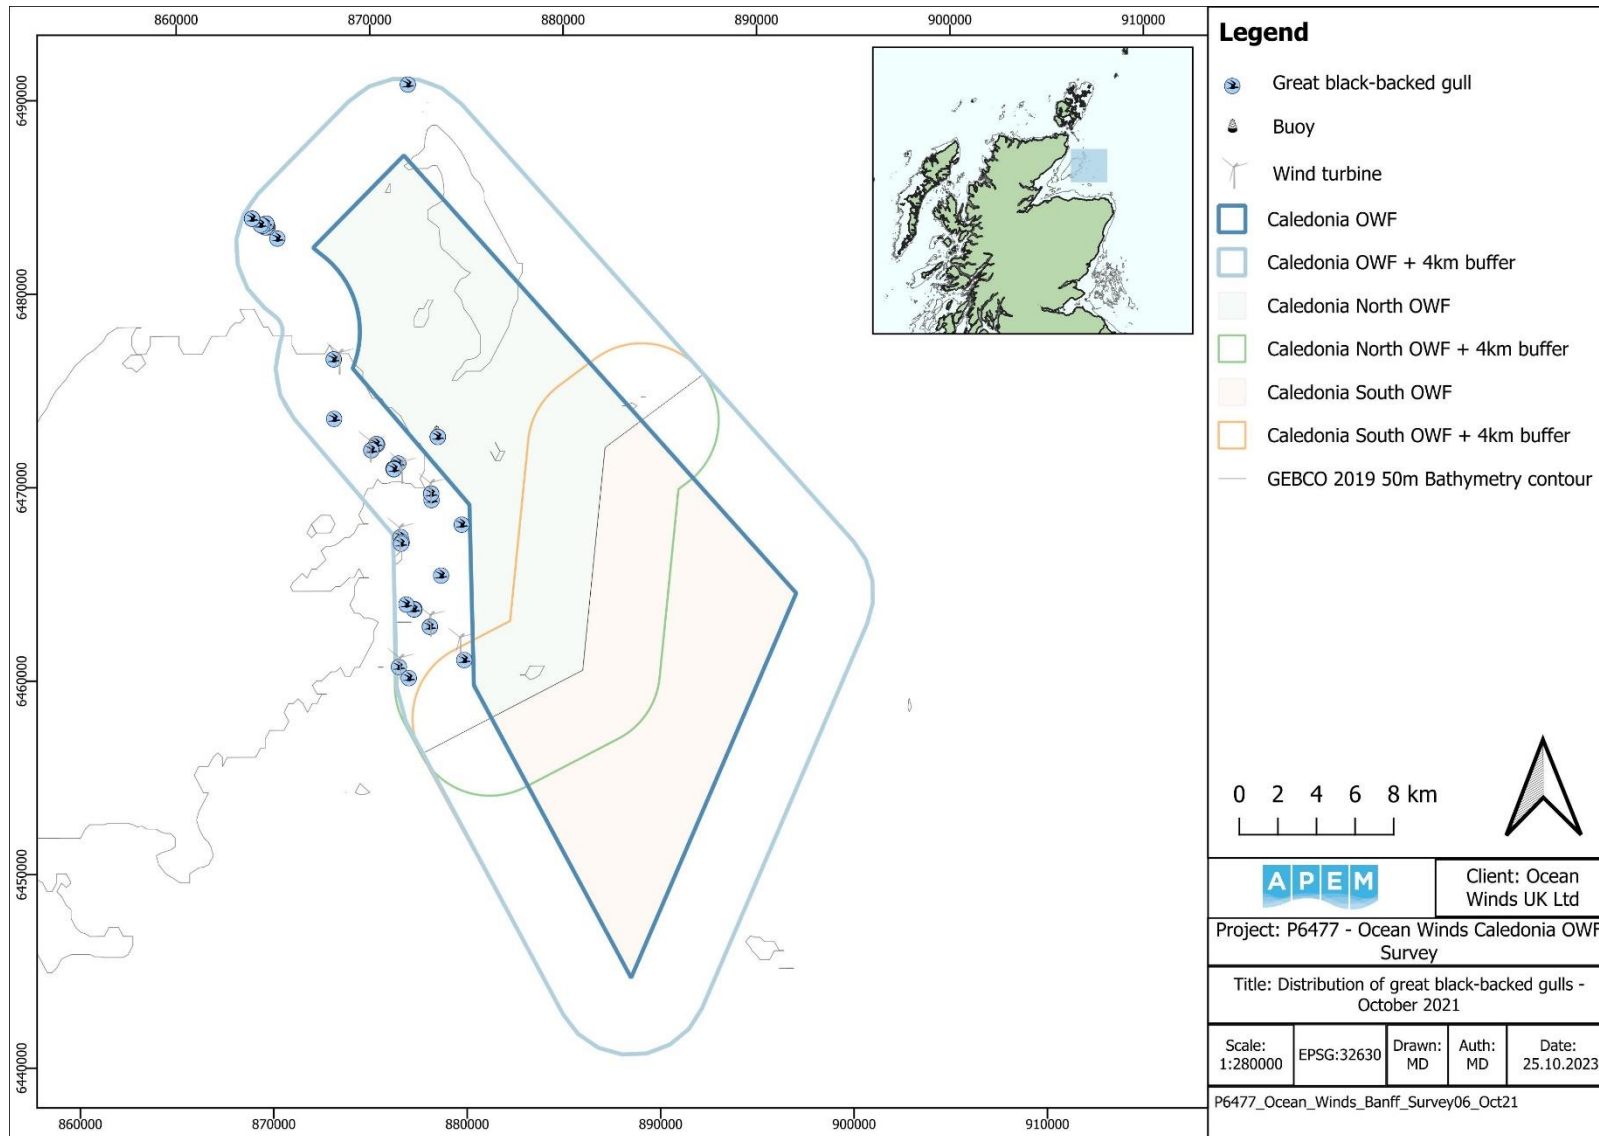 860000 870000 880000 890000 900000 910000
6490000
6480000
6470000
6460000
6450000
6440000
860000 870000 880000 890000 900000 910000
Legend
Great black-backed gull
Buoy
Wind turbine
Caledonia OWF
Caledonia OWF + 4km buffer
Caledonia North OWF
Caledonia North OWF + 4km buffer
Caledonia South OWF
Caledonia South OWF + 4km buffer
GEBCO 2019 50m Bathymetry contour
0 2 4 6 8 km
APEM
Client: Ocean
Winds UK Ltd
Project: P6477 - Ocean Winds Caledonia OWF
Survey
Title: Distribution of great black-backed gulls -
October 2021
Scale:
1:280000
EPSG:32630
Drawn:
MD
Auth:
MD
Date:
25.10.2023
P6477_Ocean_Winds_Banff_Survey06_Oct21